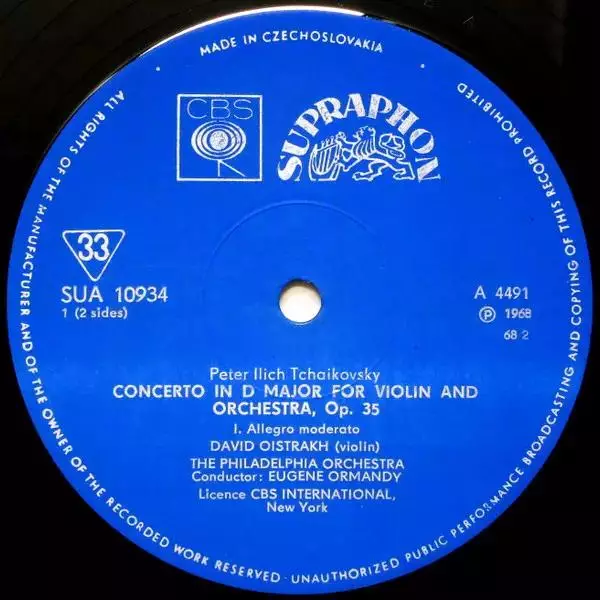 MADE IN CZECHOSLOVAKIA
ALL RIGHTS OF THE MANUFACTURER AND OF THE OWNER OF THE RECORDED WORK RESERVED · UNAUTHORIZED PUBLIC PERFORMANCE BROADCASTING AND COPYING OF THIS RECORD PROHIBITED
CBS
SUPRAPHON
33
SUA 10934
1 (2 sides)
A 4491
Ⓟ 1968
68 2
Peter Ilich Tchaikovsky
CONCERTO IN D MAJOR FOR VIOLIN AND
ORCHESTRA, Op. 35
I. Allegro moderato
DAVID OISTRAKH (violin)
THE PHILADELPHIA ORCHESTRA
Conductor: EUGENE ORMANDY
Licence CBS INTERNATIONAL,
New York